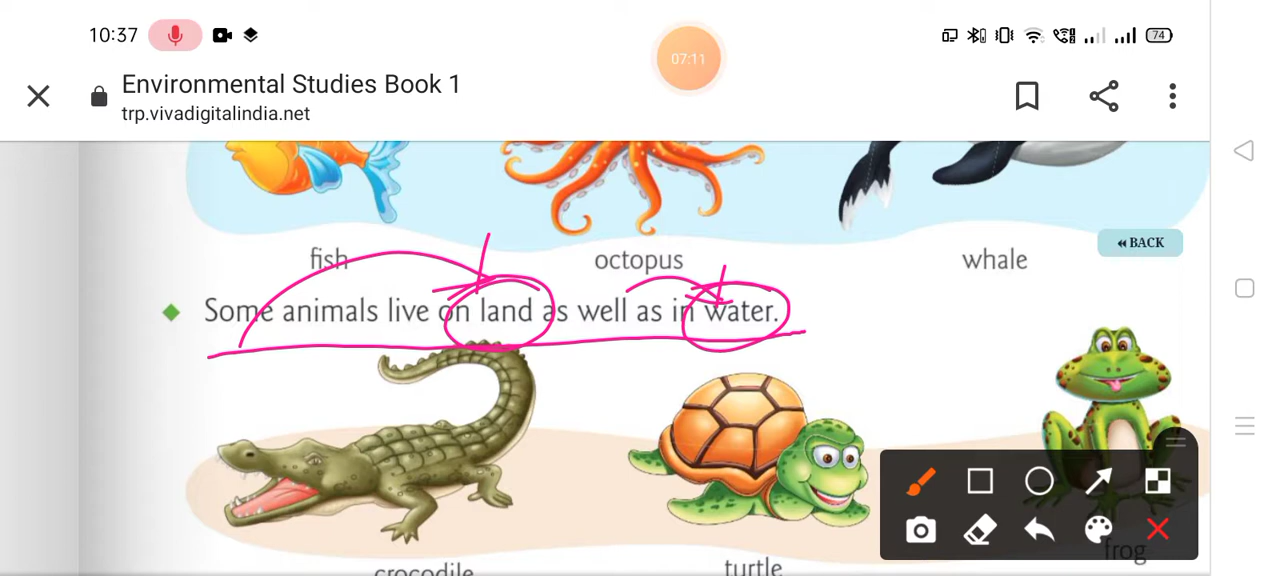 10:37
07:11
74
Environmental Studies Book 1
trp.vivadigitalindia.net
BACK
fish octopus whale
Some animals live on land as well as in water.
crocodile turtle frog